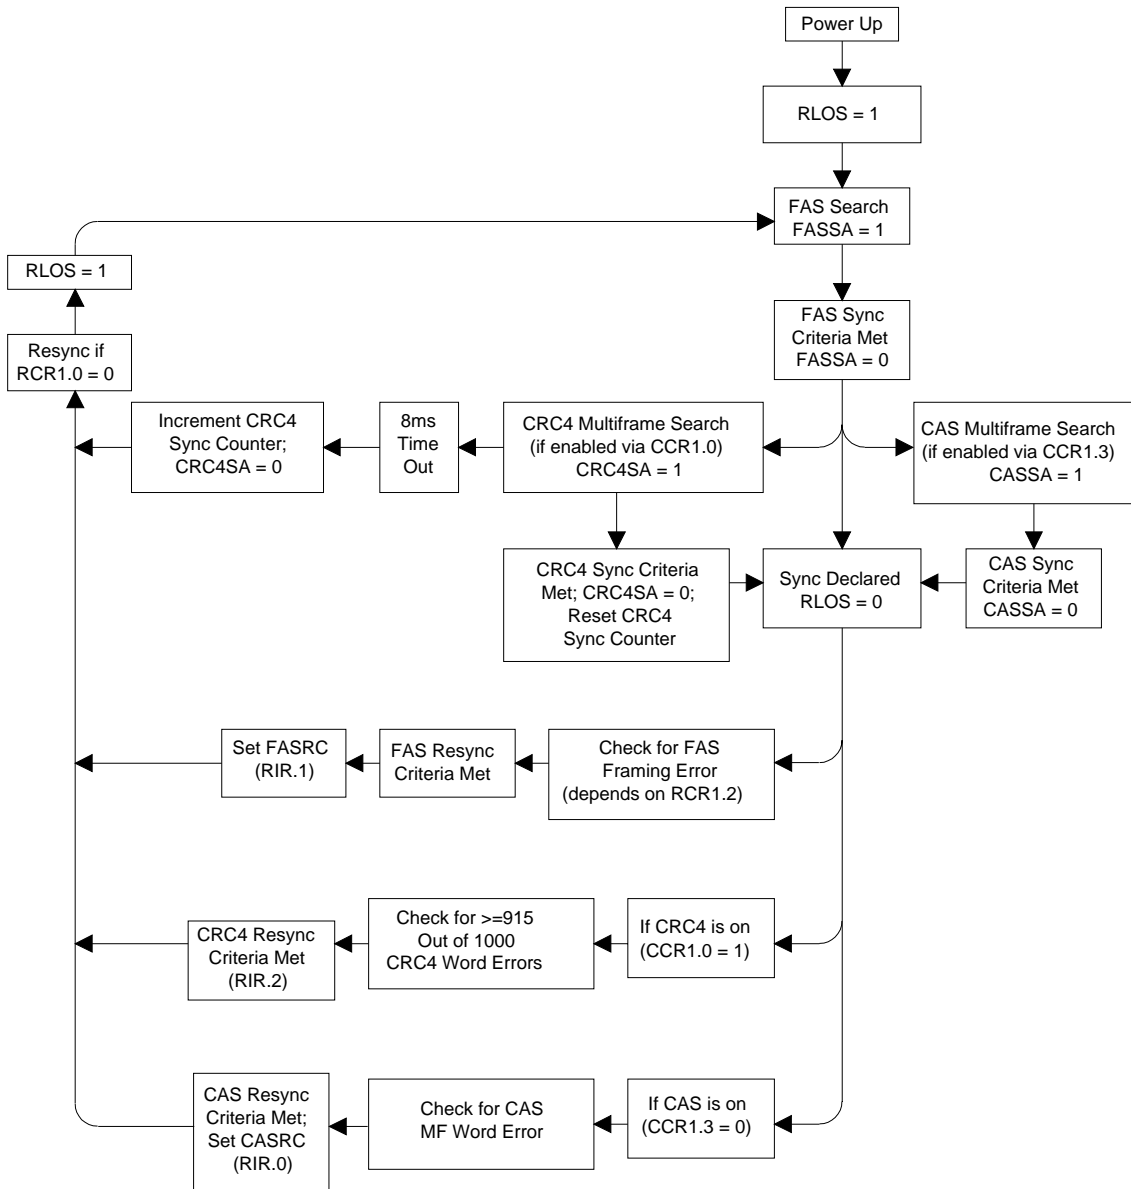 Power Up
RLOS = 1
FAS Search
FASSA = 1
RLOS = 1
FAS Sync
Criteria Met
FASSA = 0
Resync if
RCR1.0 = 0
Increment CRC4
Sync Counter;
CRC4SA = 0
8ms
Time
Out
CRC4 Multiframe Search
(if enabled via CCR1.0)
CRC4SA = 1
CAS Multiframe Search
(if enabled via CCR1.3)
CASSA = 1
CRC4 Sync Criteria
Met; CRC4SA = 0;
Reset CRC4
Sync Counter
Sync Declared
RLOS = 0
CAS Sync
Criteria Met
CASSA = 0
Set FASRC
(RIR.1)
FAS Resync
Criteria Met
Check for FAS
Framing Error
(depends on RCR1.2)
CRC4 Resync
Criteria Met
(RIR.2)
Check for >=915
Out of 1000
CRC4 Word Errors
If CRC4 is on
(CCR1.0 = 1)
CAS Resync
Criteria Met;
Set CASRC
(RIR.0)
Check for CAS
MF Word Error
If CAS is on
(CCR1.3 = 0)